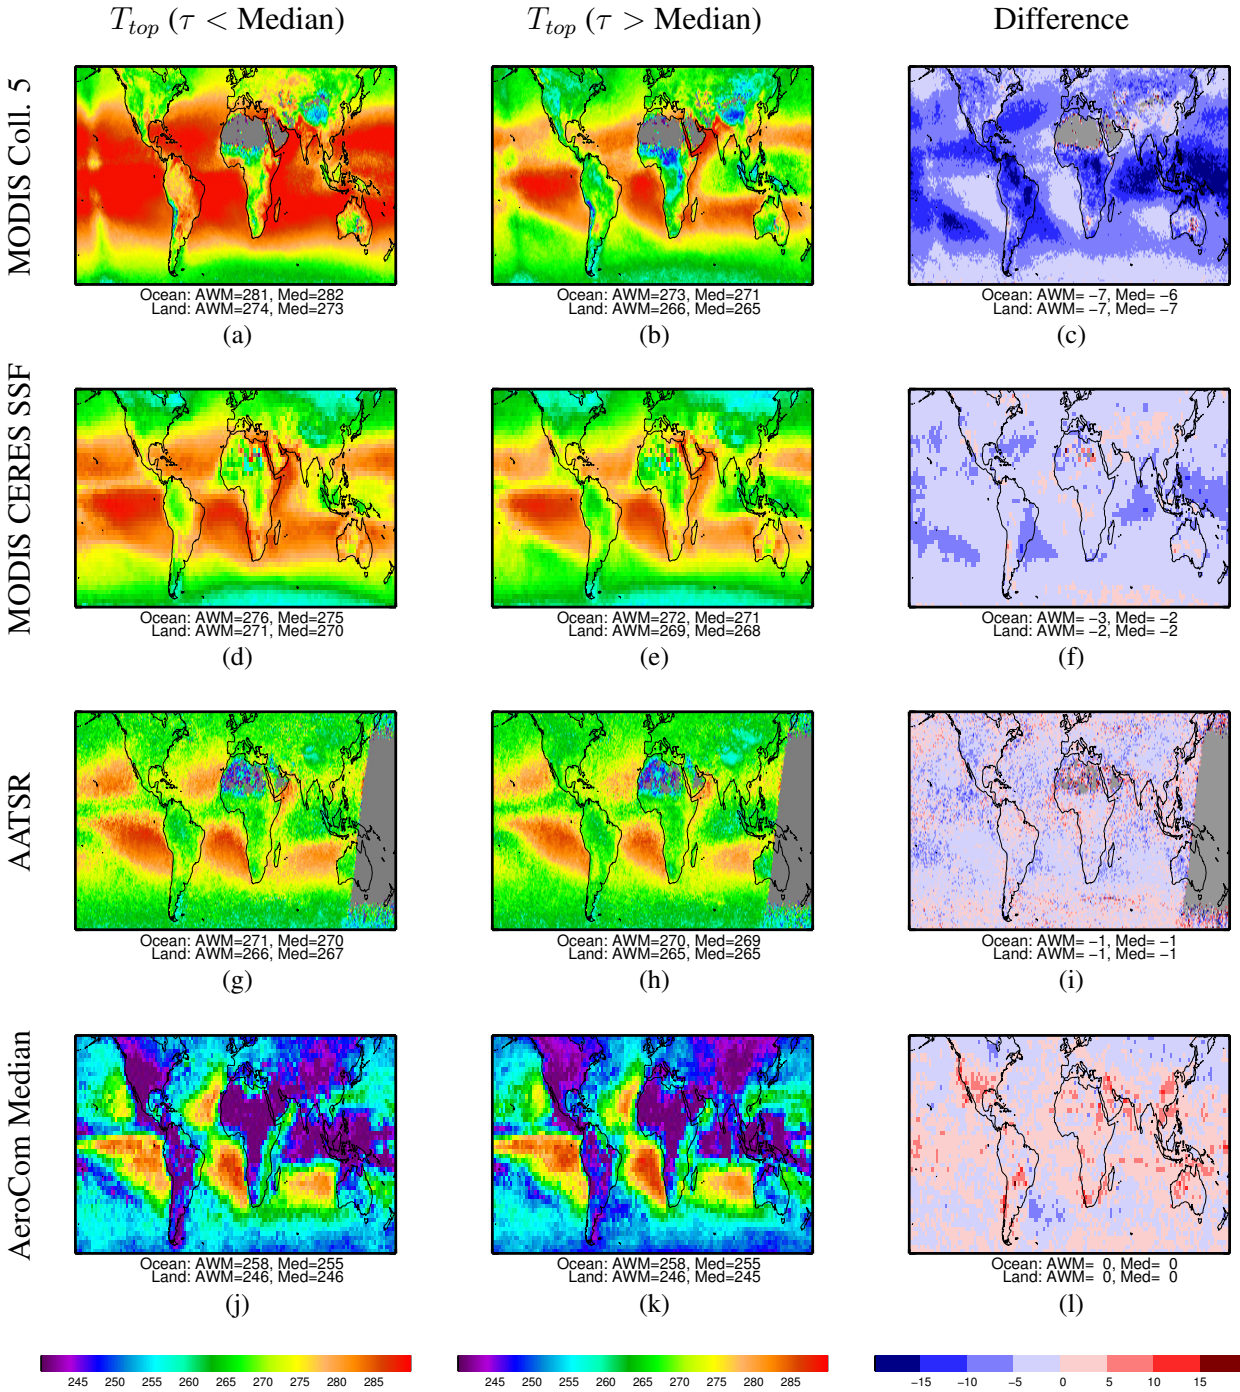 T_top (τ < Median)
T_top (τ > Median)
Difference
MODIS Coll. 5
Ocean: AWM=281, Med=282
Land: AWM=274, Med=273
(a)
Ocean: AWM=273, Med=271
Land: AWM=266, Med=265
(b)
Ocean: AWM= −7, Med= −6
Land: AWM= −7, Med= −7
(c)
MODIS CERES SSF
Ocean: AWM=276, Med=275
Land: AWM=271, Med=270
(d)
Ocean: AWM=272, Med=271
Land: AWM=269, Med=268
(e)
Ocean: AWM= −3, Med= −2
Land: AWM= −2, Med= −2
(f)
AATSR
Ocean: AWM=271, Med=270
Land: AWM=266, Med=267
(g)
Ocean: AWM=270, Med=269
Land: AWM=265, Med=265
(h)
Ocean: AWM= −1, Med= −1
Land: AWM= −1, Med= −1
(i)
AeroCom Median
Ocean: AWM=258, Med=255
Land: AWM=246, Med=246
(j)
Ocean: AWM=258, Med=255
Land: AWM=246, Med=245
(k)
Ocean: AWM= 0, Med= 0
Land: AWM= 0, Med= 0
(l)
245 250 255 260 265 270 275 280 285
245 250 255 260 265 270 275 280 285
−15 −10 −5 0 5 10 15